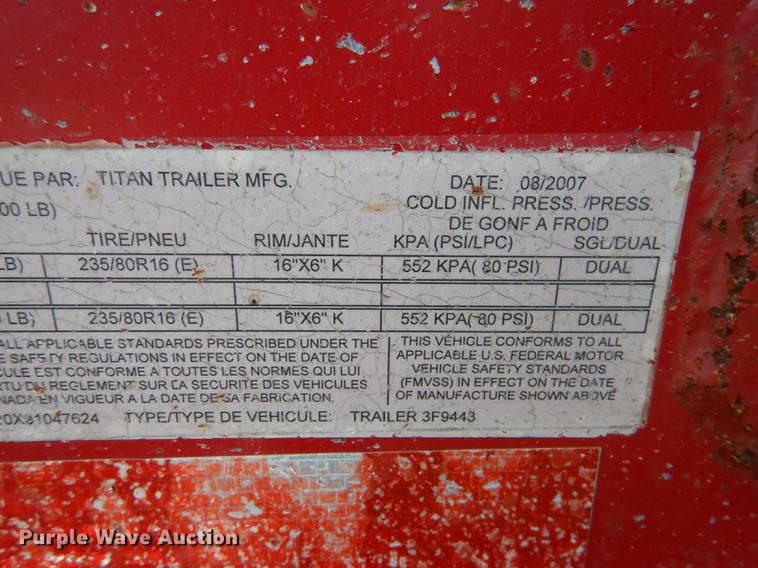 UE PAR: TITAN TRAILER MFG. DATE: 08/2007
00 LB) COLD INFL. PRESS. /PRESS.
DE GONF A FROID
TIRE/PNEU RIM/JANTE KPA (PSI/LPC) SGL/DUAL
LB) 235/80R16 (E) 16"X6" K 552 KPA( 80 PSI) DUAL
LB) 235/80R16 (E) 16"X6" K 552 KPA( 80 PSI) DUAL
ALL APPLICABLE STANDARDS PRESCRIBED UNDER THE
E SAFETY REGULATIONS IN EFFECT ON THE DATE OF
CULE EST CONFORME A TOUTES LES NORMES QUI LUI
RTU DU REGLEMENT SUR LA SECURITE DES VEHICULES
NADA EN VIGUEUR A LA DATE DE SA FABRICATION.
THIS VEHICLE CONFORMS TO ALL
APPLICABLE U.S. FEDERAL MOTOR
VEHICLE SAFETY STANDARDS
(FMVSS) IN EFFECT ON THE DATE
OF MANUFACTURE SHOWN ABOVE
20X81047624 TYPE/TYPE DE VEHICULE: TRAILER 3F9443
Purple Wave Auction